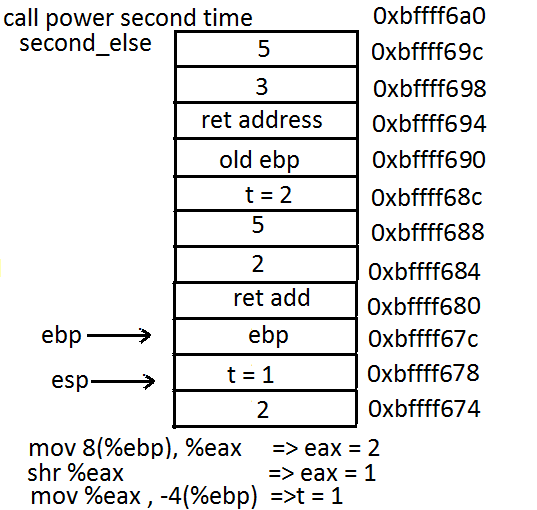 call power second time 0xbffff6a0
second_else 5 0xbffff69c
3 0xbffff698
ret address 0xbffff694
old ebp 0xbffff690
t = 2 0xbffff68c
5 0xbffff688
2 0xbffff684
ret add 0xbffff680
ebp ebp 0xbffff67c
esp t = 1 0xbffff678
2 0xbffff674
mov 8(%ebp), %eax => eax = 2
shr %eax => eax = 1
mov %eax , -4(%ebp) =>t = 1